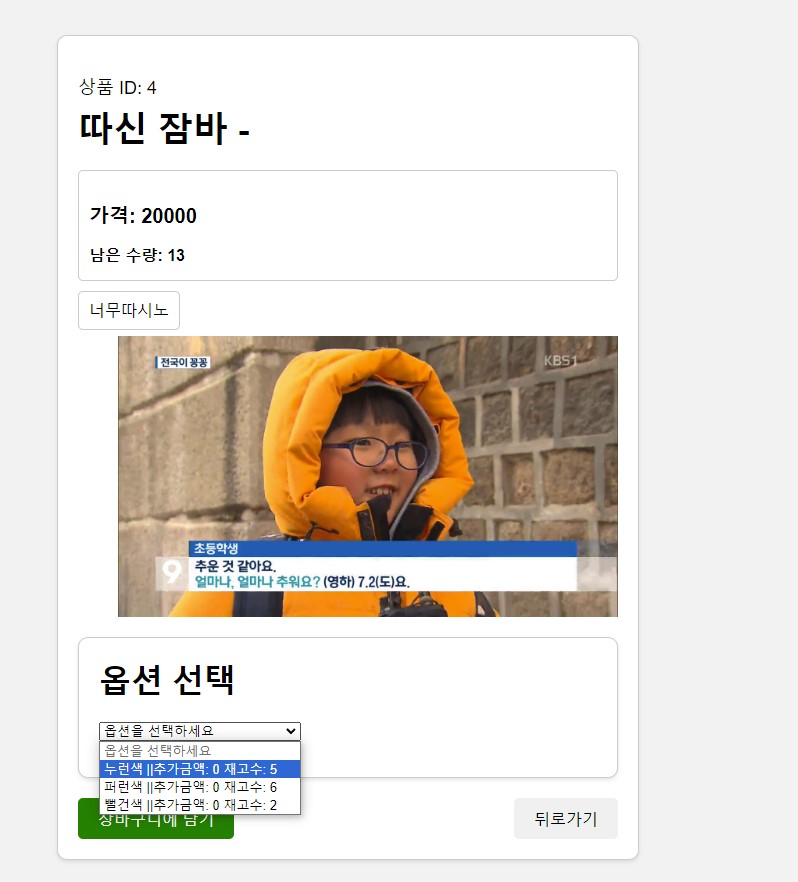 상품 ID: 4
따신 잠바 -
가격: 20000
남은 수량: 13
너무따시노
전국이 꽁꽁
KBS1
초등학생
9
추운 것 같아요.
얼마나, 얼마나 추워요? (영하) 7.2(도)요.
옵션 선택
옵션을 선택하세요
옵션을 선택하세요
누런색 ||추가금액: 0 재고수: 5
퍼런색 ||추가금액: 0 재고수: 6
뻘건색 ||추가금액: 0 재고수: 2
장바구니에 담기
뒤로가기